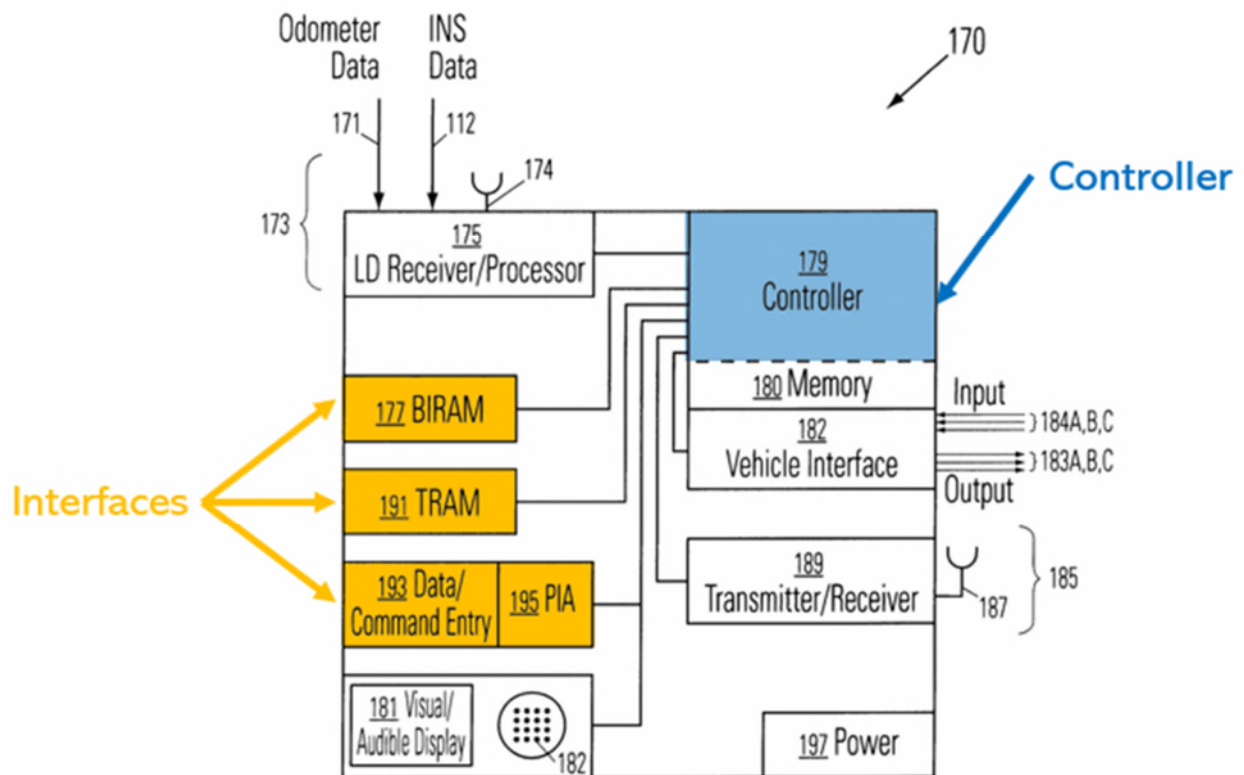 Odometer
Data
INS
Data
170
171
112
174
173
Controller
175
LD Receiver/Processor
179
Controller
180 Memory
177 BIRAM
Input
184A,B,C
182
Vehicle Interface
183A,B,C
Output
Interfaces
191 TRAM
193 Data/
Command Entry
195 PIA
189
Transmitter/Receiver
185
187
181 Visual/
Audible Display
182
197 Power